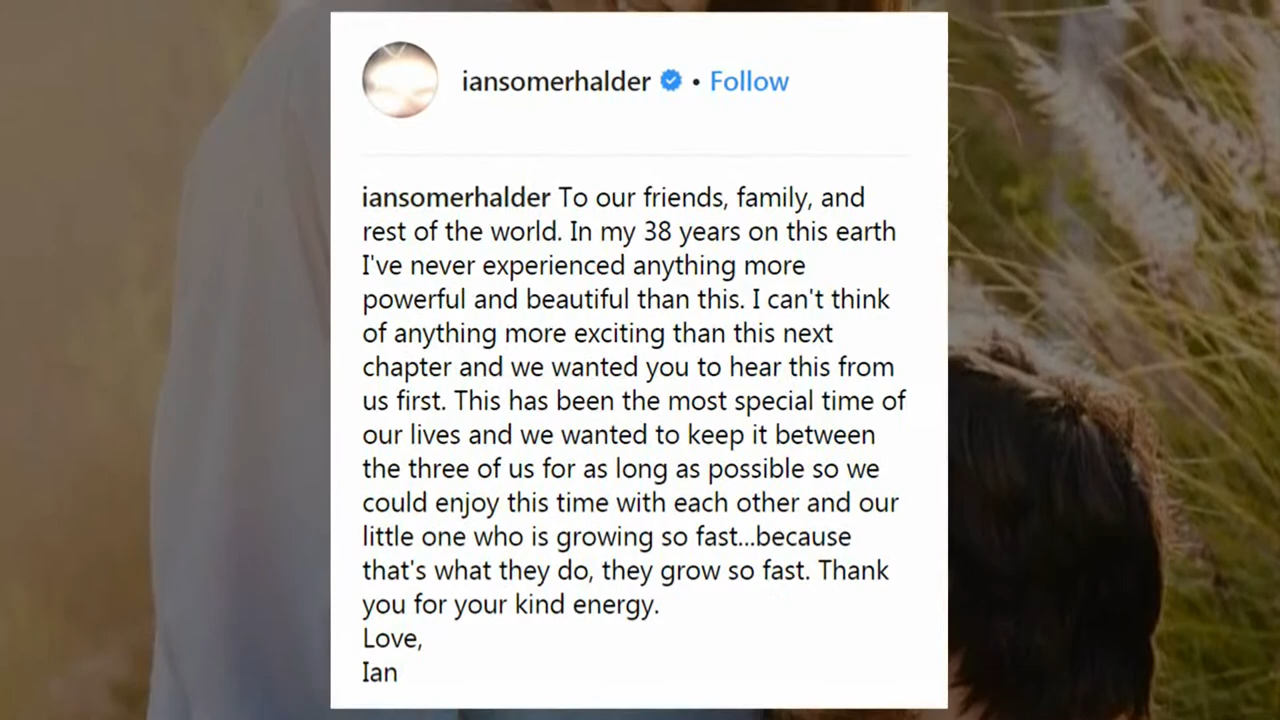 iansomerhalder • Follow
iansomerhalder To our friends, family, and
rest of the world. In my 38 years on this earth
I've never experienced anything more
powerful and beautiful than this. I can't think
of anything more exciting than this next
chapter and we wanted you to hear this from
us first. This has been the most special time of
our lives and we wanted to keep it between
the three of us for as long as possible so we
could enjoy this time with each other and our
little one who is growing so fast...because
that's what they do, they grow so fast. Thank
you for your kind energy.
Love,
Ian